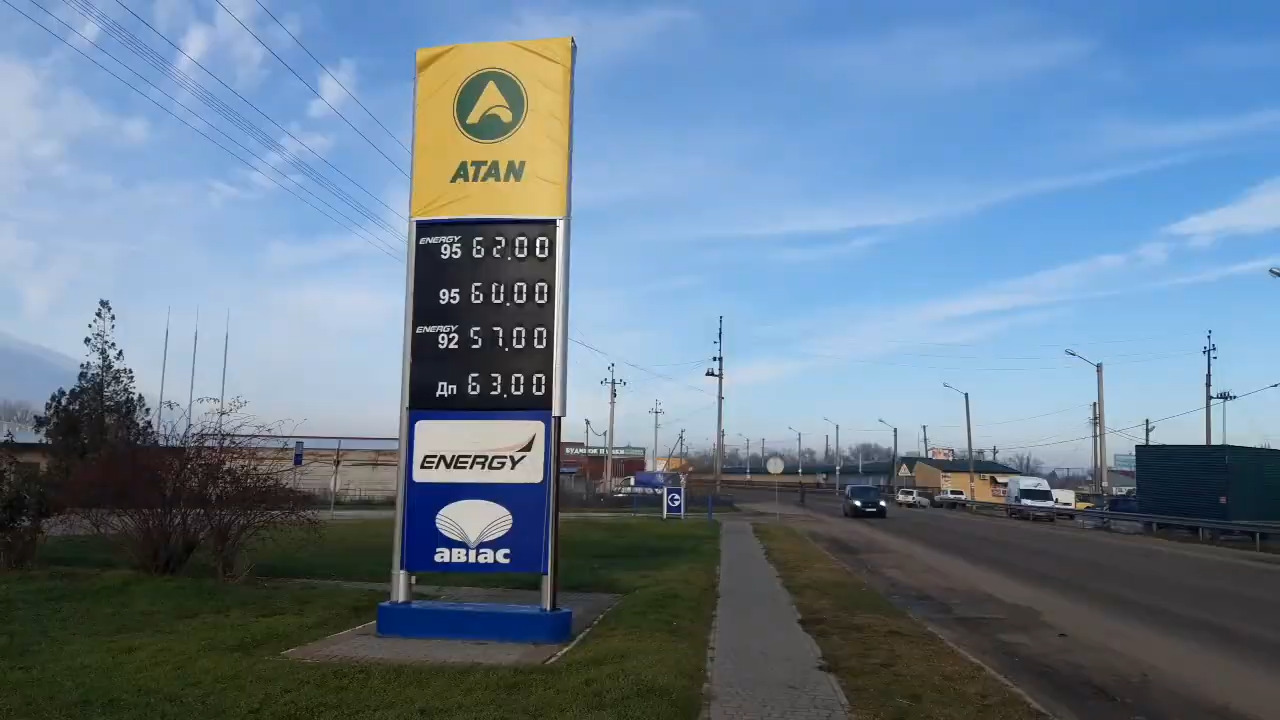 ATAN
ENERGY
95 62.00
95 60.00
ENERGY
92 57.00
Дп 63.00
ENERGY
авіас